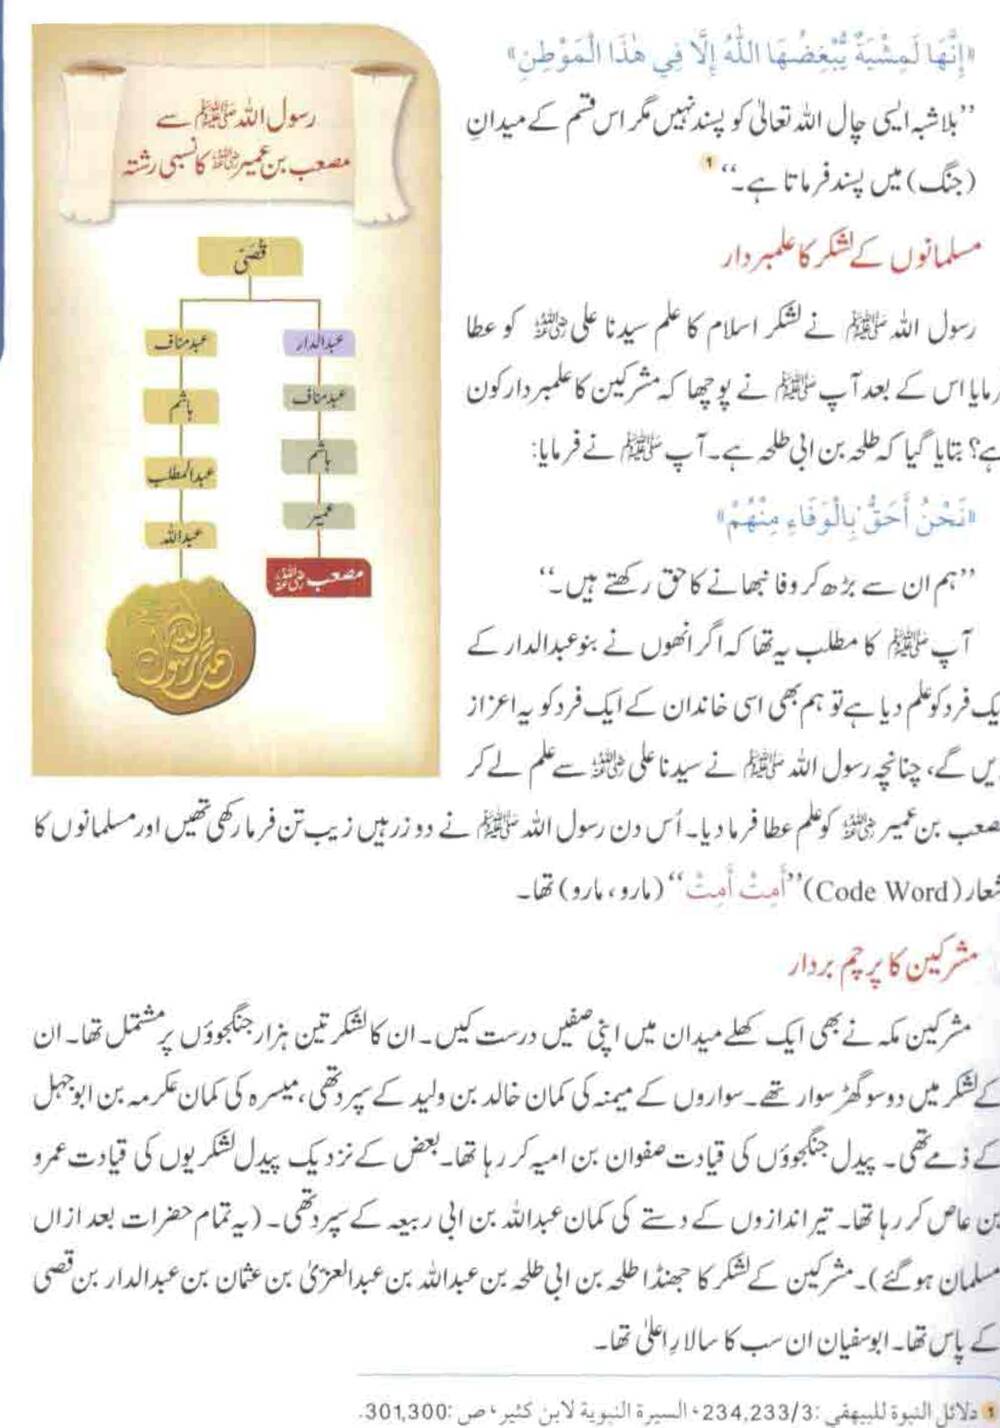 «إِنَّهَا لَمِشْيَةٌ يُّبْغِضُهَا اللّٰهُ إِلَّا فِي هٰذَا الْمَوْطِنِ»
”بلاشبہ ایسی چال اللہ تعالیٰ کو پسند نہیں مگر اس قسم کے میدانِ
(جنگ) میں پسند فرماتا ہے۔“ ¹
مسلمانوں کے لشکر کا علمبردار
رسول اللہ ﷺ نے لشکر اسلام کا علم سیدنا علی رضی اللہ عنہ کو عطا
رمایا اس کے بعد آپ ﷺ نے پوچھا کہ مشرکین کا علمبردار کون
ہے؟ بتایا گیا کہ طلحہ بن ابی طلحہ ہے۔ آپ ﷺ نے فرمایا:
«نَحْنُ أَحَقُّ بِالْوَفَاءِ مِنْهُمْ»
”ہم ان سے بڑھ کر وفا نبھانے کا حق رکھتے ہیں۔“
آپ ﷺ کا مطلب یہ تھا کہ اگر انھوں نے بنو عبدالدار کے
یک فرد کو علم دیا ہے تو ہم بھی اسی خاندان کے ایک فرد کو یہ اعزاز
یں گے، چنانچہ رسول اللہ ﷺ نے سیدنا علی رضی اللہ عنہ سے علم لے کر
صعب بن عمیر رضی اللہ عنہ کو علم عطا فرما دیا۔ اُس دن رسول اللہ ﷺ نے دو زرہیں زیب تن فرما رکھی تھیں اور مسلمانوں کا
شعار (Code Word) ”أَمِتْ أَمِتْ“ (مارو، مارو) تھا۔
رسول اللہ ﷺ سے
مصعب بن عمیر رضی اللہ عنہ کا نسبی رشتہ
قُصَیّ
عبدمناف
عبدالدار
ہاشم
عبدمناف
عبدالمطلب
ہاشم
عبداللہ
عمیر
مصعب رضی اللہ عنہ
محمد رسول اللہ
مشرکین کا پرچم بردار
مشرکین مکہ نے بھی ایک کھلے میدان میں اپنی صفیں درست کیں۔ ان کا لشکر تین ہزار جنگجوؤں پر مشتمل تھا۔ ان
کے لشکر میں دو سو گھڑ سوار تھے۔ سواروں کے میمنہ کی کمان خالد بن ولید کے سپرد تھی، میسرہ کی کمان عکرمہ بن ابوجہل
کے ذمے تھی۔ پیدل جنگجوؤں کی قیادت صفوان بن امیہ کر رہا تھا۔ بعض کے نزدیک پیدل لشکریوں کی قیادت عمرو
بن عاص کر رہا تھا۔ تیر اندازوں کے دستے کی کمان عبداللہ بن ابی ربیعہ کے سپرد تھی۔ (یہ تمام حضرات بعد ازاں
مسلمان ہو گئے)۔ مشرکین کے لشکر کا جھنڈا طلحہ بن ابی طلحہ بن عبداللہ بن عبدالعزیٰ بن عثمان بن عبدالدار بن قصی
کے پاس تھا۔ ابوسفیان ان سب کا سالارِ اعلیٰ تھا۔
¹ دلائل النبوة للبيهقي: 234,233/3، السيرة النبوية لابن كثير، ص: 301,300.